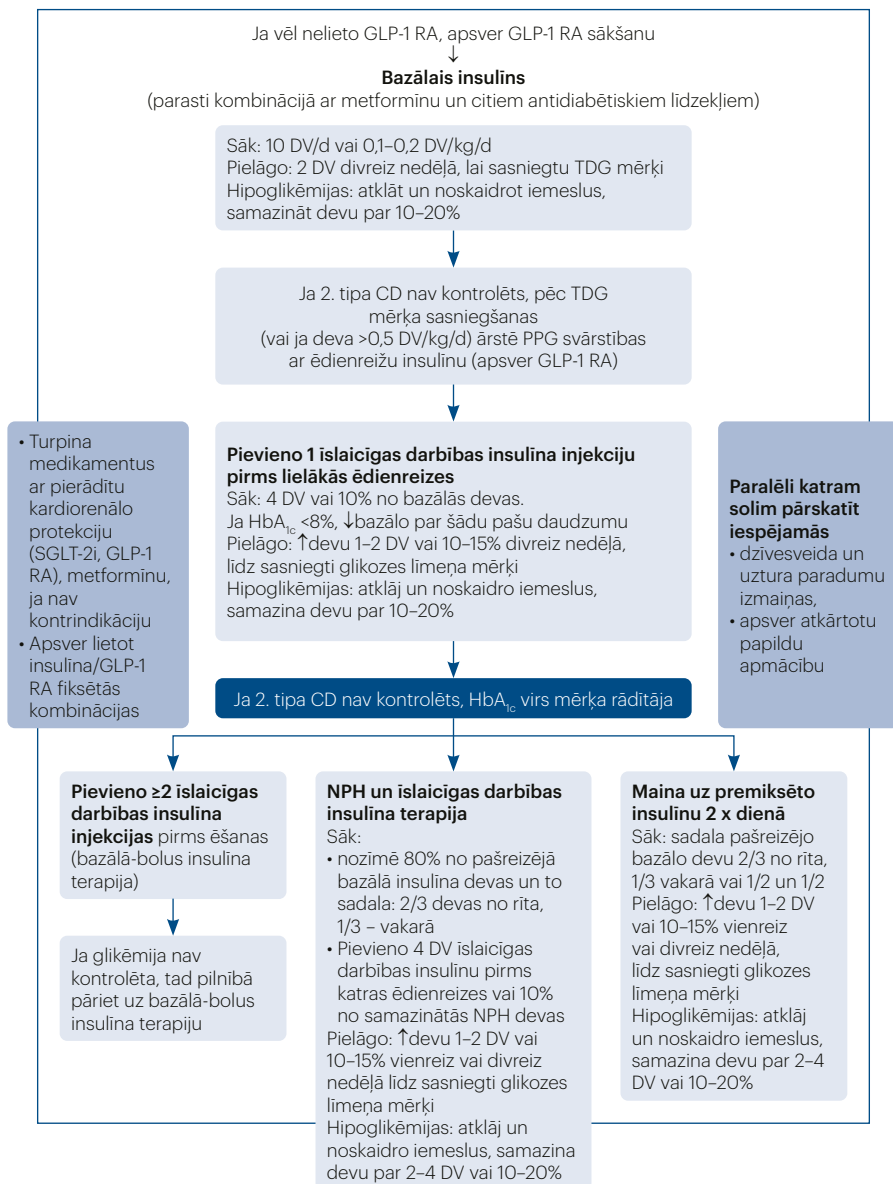 Ja vēl nelieto GLP-1 RA, apsver GLP-1 RA sākšanu
↓
Bazālais insulīns
(parasti kombinācijā ar metformīnu un citiem antidiabētiskiem līdzekļiem)
Sāk: 10 DV/d vai 0,1–0,2 DV/kg/d
Pielāgo: 2 DV divreiz nedēļā, lai sasniegtu TDG mērķi
Hipoglikēmijas: atklāt un noskaidrot iemeslus,
samazināt devu par 10–20%
Ja 2. tipa CD nav kontrolēts, pēc TDG
mērķa sasniegšanas
(vai ja deva >0,5 DV/kg/d) ārstē PPG svārstības
ar ēdienreižu insulīnu (apsver GLP-1 RA)
• Turpina
medikamentus
ar pierādītu
kardiorenālo
protekciju
(SGLT-2i, GLP-1
RA), metformīnu,
ja nav
kontrindikāciju
• Apsver lietot
insulīna/GLP-1
RA fiksētās
kombinācijas
Pievieno 1 īslaicīgas darbības insulīna injekciju
pirms lielākās ēdienreizes
Sāk: 4 DV vai 10% no bazālās devas.
Ja HbA1c <8%, ↓bazālo par šādu pašu daudzumu
Pielāgo: ↑devu 1–2 DV vai 10–15% divreiz nedēļā,
līdz sasniegti glikozes līmeņa mērķi
Hipoglikēmijas: atklāj un noskaidro iemeslus,
samazina devu par 10–20%
Paralēli katram
solim pārskatīt
iespējamās
• dzīvesveida un
uztura paradumu
izmaiņas,
• apsver atkārtotu
papildu
apmācību
Ja 2. tipa CD nav kontrolēts, HbA1c virs mērķa rādītāja
Pievieno ≥2 īslaicīgas
darbības insulīna
injekcijas pirms ēšanas
(bazālā-bolus insulīna
terapija)
Ja glikēmija nav
kontrolēta, tad pilnībā
pāriet uz bazālā-bolus
insulīna terapiju
NPH un īslaicīgas darbības
insulīna terapija
Sāk:
• nozīmē 80% no pašreizējā
bazālā insulīna devas un to
sadala: 2/3 devas no rīta,
1/3 – vakarā
• Pievieno 4 DV īslaicīgas
darbības insulīnu pirms
katras ēdienreizes vai 10%
no samazinātās NPH devas
Pielāgo: ↑devu 1–2 DV vai
10–15% vienreiz vai divreiz
nedēļā līdz sasniegti glikozes
līmeņa mērķi
Hipoglikēmijas: atklāj un
noskaidro iemeslus, samazina
devu par 2–4 DV vai 10–20%
Maina uz premiksēto
insulīnu 2 x dienā
Sāk: sadala pašreizējo
bazālo devu 2/3 no rīta,
1/3 vakarā vai 1/2 un 1/2
Pielāgo: ↑devu 1–2 DV
vai 10–15% vienreiz
vai divreiz nedēļā,
līdz sasniegti glikozes
līmeņa mērķi
Hipoglikēmijas: atklāj
un noskaidro iemeslus,
samazina devu par 2–4
DV vai 10–20%